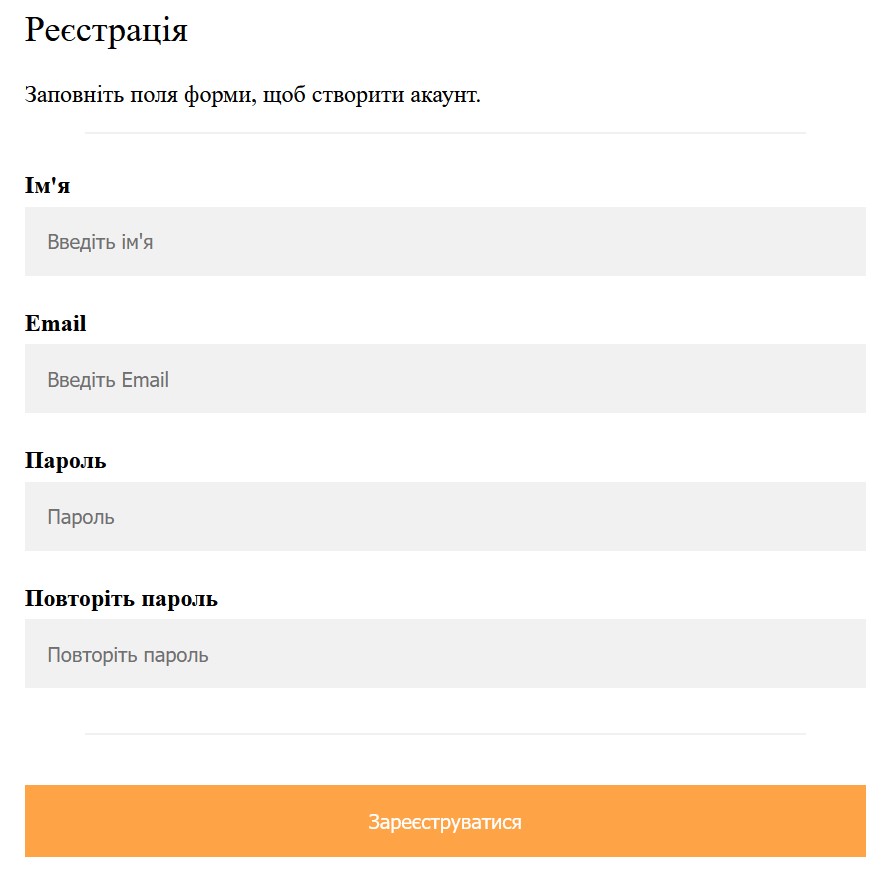 Реєстрація
Заповніть поля форми, щоб створити акаунт.
Ім'я
Введіть ім'я
Email
Введіть Email
Пароль
Пароль
Повторіть пароль
Повторіть пароль
Зареєструватися